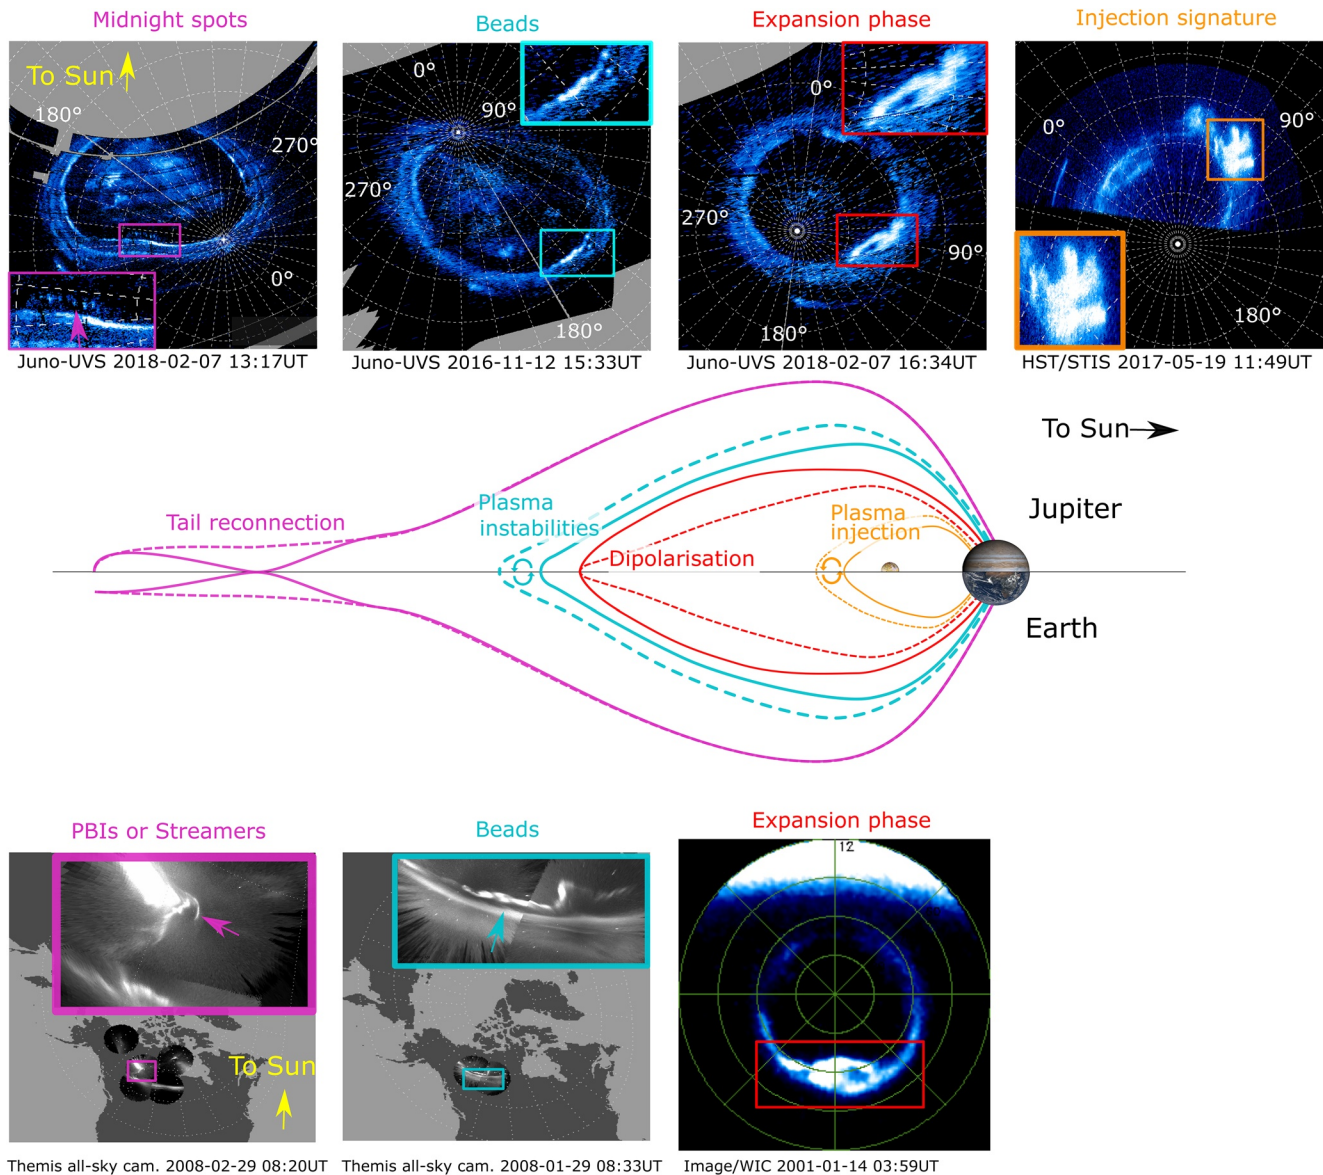 Midnight spots
Beads
Expansion phase
Injection signature
To Sun
180°
270°
0°
0°
90°
270°
180°
0°
270°
90°
180°
0°
90°
180°
Juno-UVS 2018-02-07 13:17UT
Juno-UVS 2016-11-12 15:33UT
Juno-UVS 2018-02-07 16:34UT
HST/STIS 2017-05-19 11:49UT
To Sun
Jupiter
Tail reconnection
Plasma
instabilities
Dipolarisation
Plasma
injection
Earth
PBIs or Streamers
Beads
Expansion phase
12
To Sun
Themis all-sky cam. 2008-02-29 08:20UT
Themis all-sky cam. 2008-01-29 08:33UT
Image/WIC 2001-01-14 03:59UT